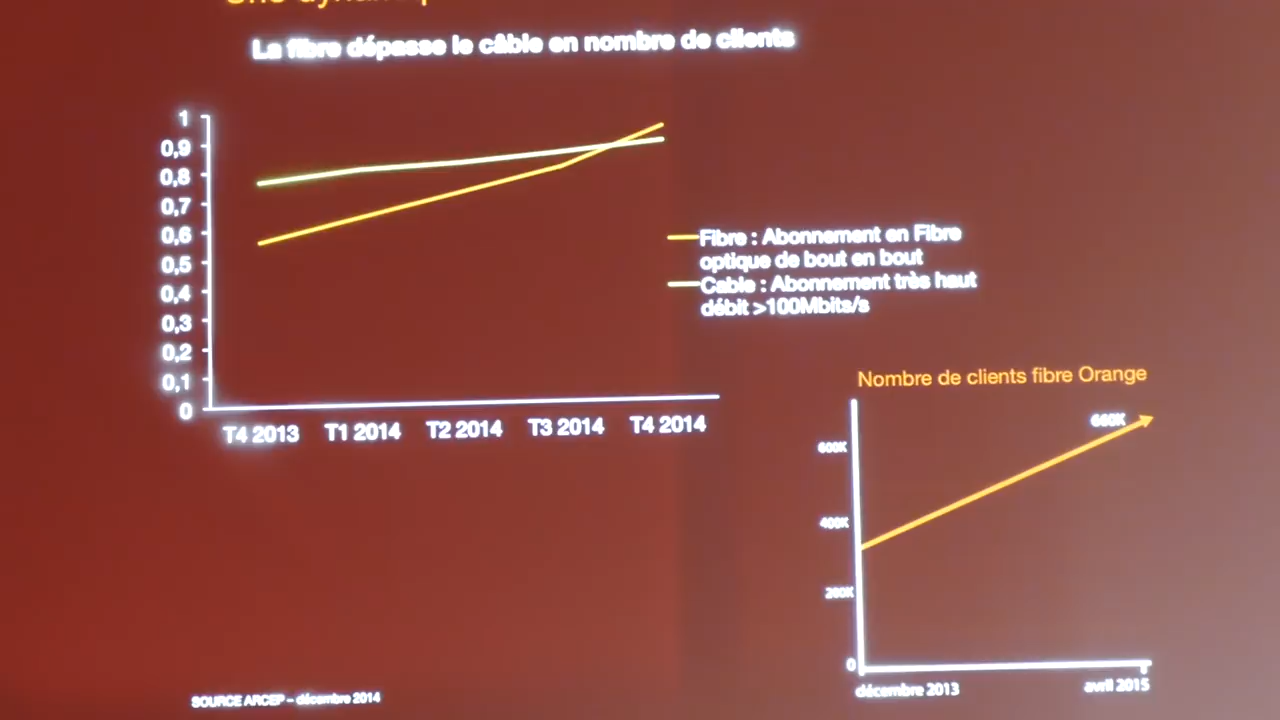 Une dynamiq
La fibre dépasse le câble en nombre de clients
1
0,9
0,8
0,7
0,6
0,5
0,4
0,3
0,2
0,1
0
T4 2013 T1 2014 T2 2014 T3 2014 T4 2014
Fibre : Abonnement en Fibre
optique de bout en bout
Cable : Abonnement très haut
débit >100Mbits/s
Nombre de clients fibre Orange
660K
600K
400K
200K
0
décembre 2013 avril 2015
SOURCE ARCEP – décembre 2014